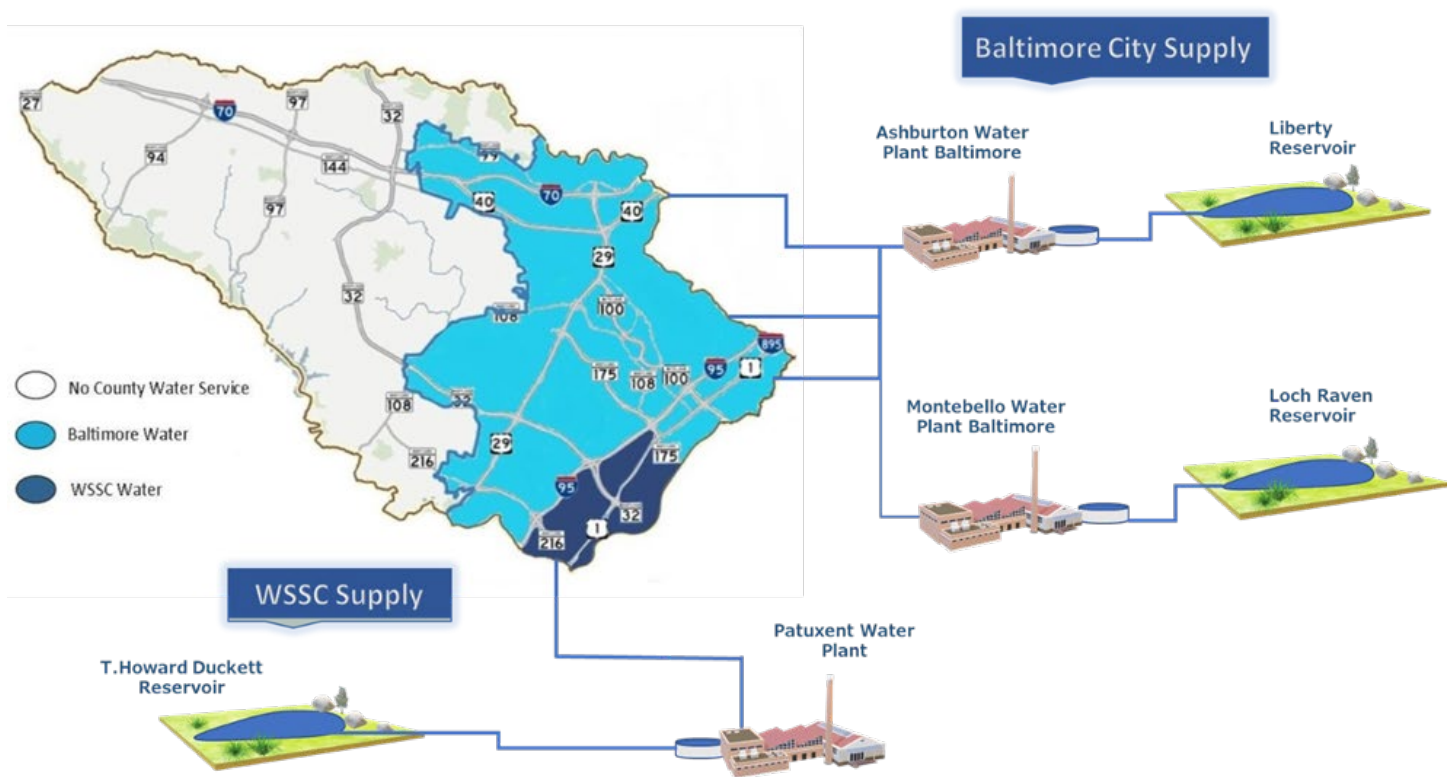 Baltimore City Supply
Ashburton Water
Plant Baltimore
Liberty
Reservoir
27
70
97
32
94
144
99
40
70
40
97
29
32
108
100
895
175
108
100
95
1
32
108
216
29
175
95
32
1
216
No County Water Service
Baltimore Water
WSSC Water
Montebello Water
Plant Baltimore
Loch Raven
Reservoir
WSSC Supply
Patuxent Water
Plant
T.Howard Duckett
Reservoir